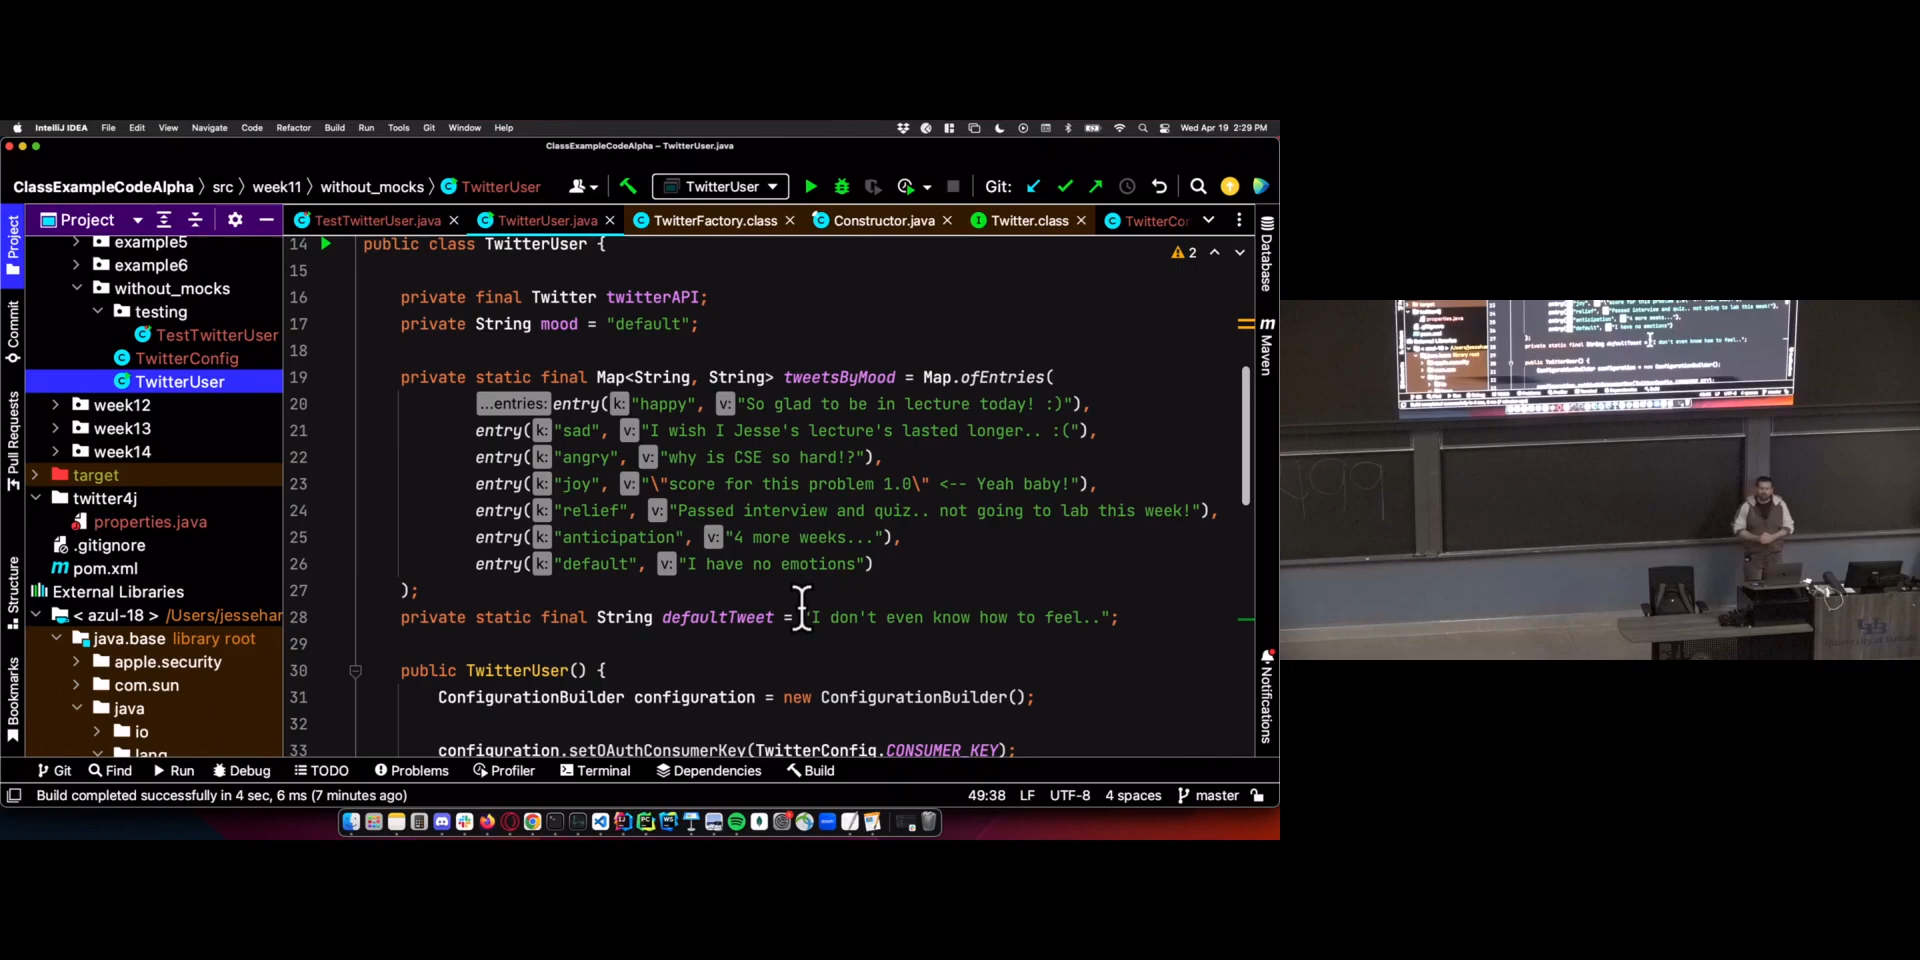 IntelliJ IDEA File Edit View Navigate Code Refactor Build Run Tools Git Window Help Wed Apr 19 2:29 PM
ClassExampleCodeAlpha – TwitterUser.java
ClassExampleCodeAlpha src week11 without_mocks TwitterUser TwitterUser Git:
Project TestTwitterUser.java TwitterUser.java TwitterFactory.class Constructor.java Twitter.class TwitterCor
Project
Commit
Pull Requests
Structure
Bookmarks
example5
example6
without_mocks
testing
TestTwitterUser
TwitterConfig
TwitterUser
week12
week13
week14
target
twitter4j
properties.java
.gitignore
pom.xml
External Libraries
< azul-18 > /Users/jessehar
java.base library root
apple.security
com.sun
java
io
lang
14 public class TwitterUser {
2
15
16 private final Twitter twitterAPI;
17 private String mood = "default";
18
19 private static final Map<String, String> tweetsByMood = Map.ofEntries(
20 ...entries: entry( k: "happy", v: "So glad to be in lecture today! :)"),
21 entry( k: "sad", v: "I wish I Jesse's lecture's lasted longer.. :("),
22 entry( k: "angry", v: "why is CSE so hard!?"),
23 entry( k: "joy", v: "\"score for this problem 1.0\" <-- Yeah baby!"),
24 entry( k: "relief", v: "Passed interview and quiz.. not going to lab this week!"),
25 entry( k: "anticipation", v: "4 more weeks..."),
26 entry( k: "default", v: "I have no emotions")
27 );
28 private static final String defaultTweet = "I don't even know how to feel..";
29
30 public TwitterUser() {
31 ConfigurationBuilder configuration = new ConfigurationBuilder();
32
33 configuration.setOAuthConsumerKey(TwitterConfig.CONSUMER_KEY);
Database
Maven
Notifications
Git Find Run Debug TODO Problems Profiler Terminal Dependencies Build
Build completed successfully in 4 sec, 6 ms (7 minutes ago) 49:38 LF UTF-8 4 spaces master
499